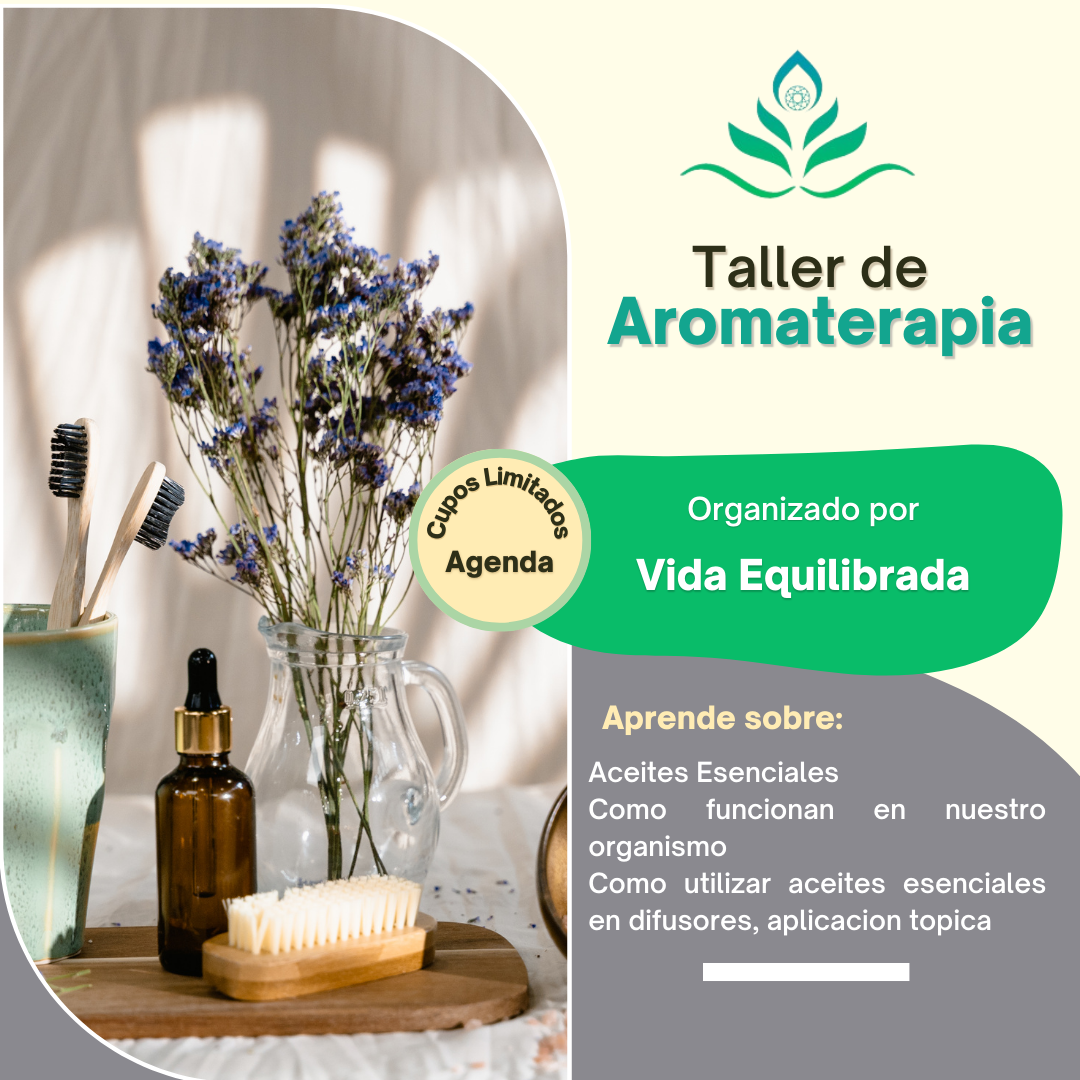 Taller de
Aromaterapia
Cupos Limitados
Agenda
Organizado por
Vida Equilibrada
Aprende sobre:
Aceites Esenciales
Como funcionan en nuestro
organismo
Como utilizar aceites esenciales
en difusores, aplicacion topica